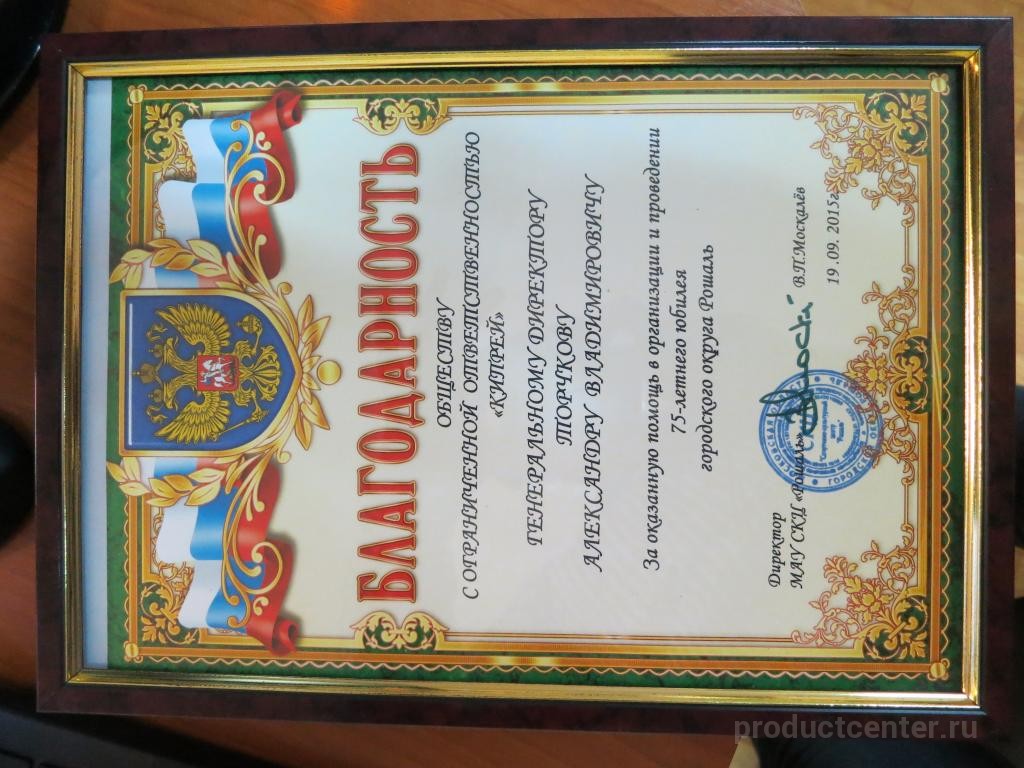 БЛАГОДАРНОСТЬ
ОБЩЕСТВУ
С ОГРАНИЧЕННОЙ ОТВЕТСТВЕННОСТЬЮ
«КИПРЕЙ»
ГЕНЕРАЛЬНОМУ ДИРЕКТОРУ
ТОРЧКОВУ
АЛЕКСАНДРУ ВЛАДИМИРОВИЧУ
За оказанную помощь в организации и проведении
75-летнего юбилея
городского округа Рошаль
Директор
МАУ СКЦ «Рошаль» В.П.Москалёв
19 .09. 2015г.
productcenter.ru